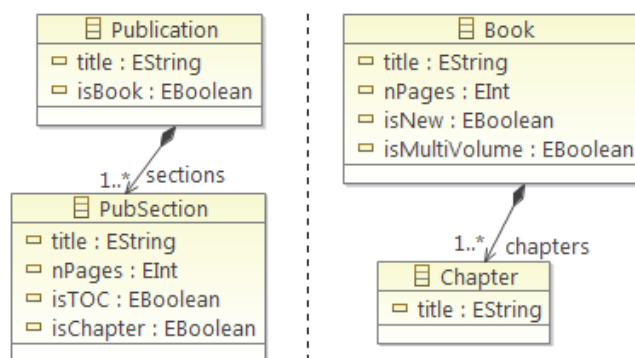 Publication
title : EString
isBook : EBoolean
1..* sections
PubSection
title : EString
nPages : EInt
isTOC : EBoolean
isChapter : EBoolean
Book
title : EString
nPages : EInt
isNew : EBoolean
isMultiVolume : EBoolean
1..* chapters
Chapter
title : EString